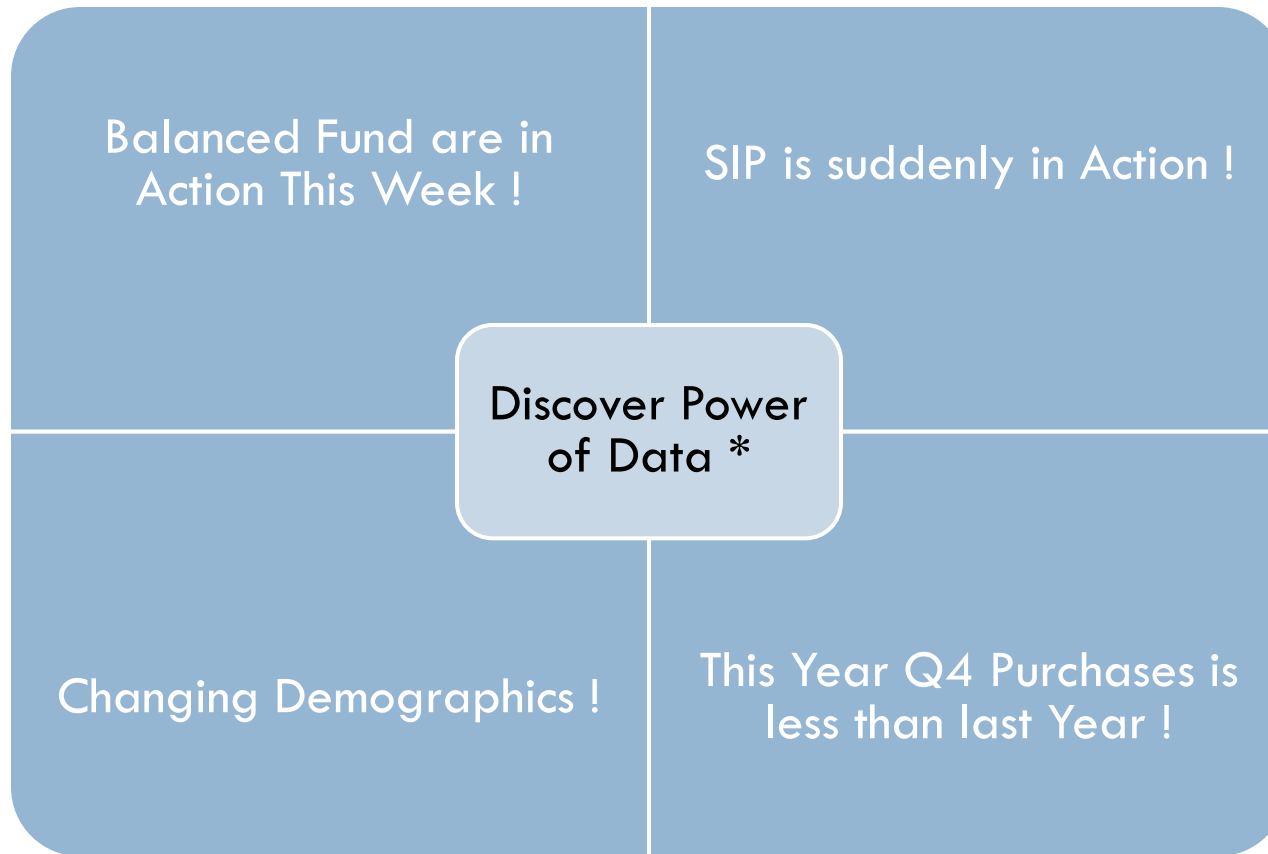 Balanced Fund are in
Action This Week !
SIP is suddenly in Action !
Discover Power
of Data *
Changing Demographics !
This Year Q4 Purchases is
less than last Year !